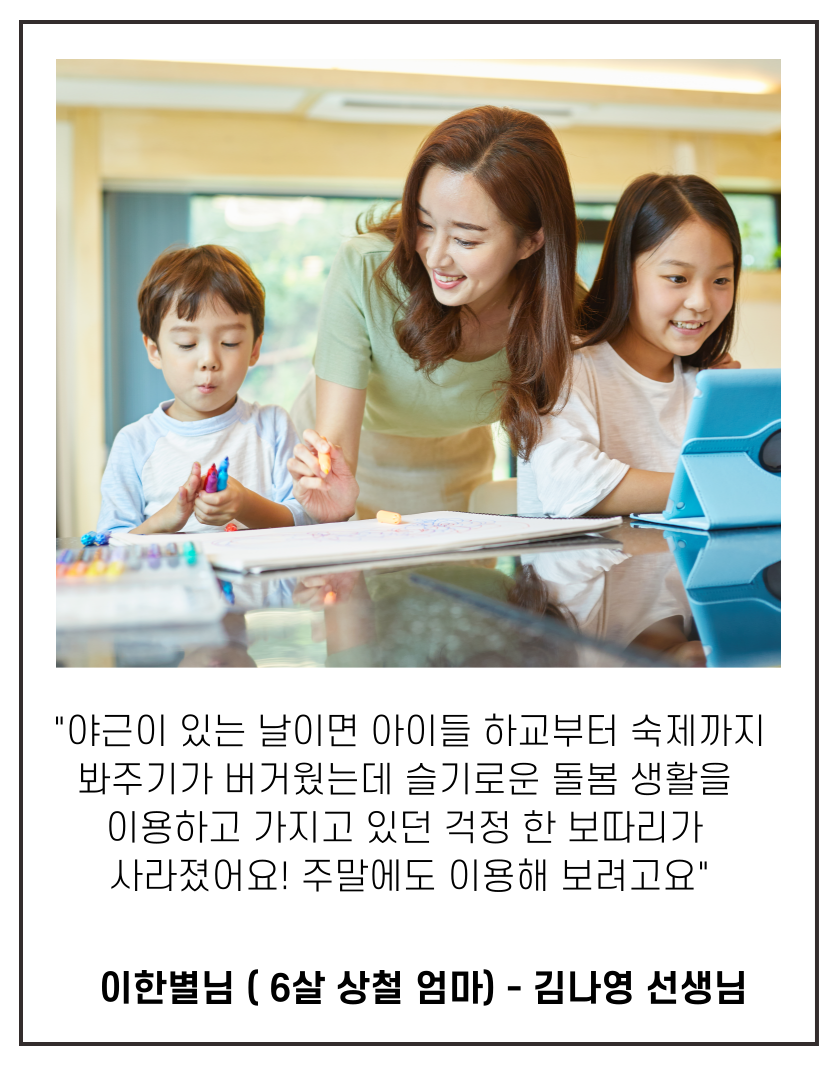 "야근이 있는 날이면 아이들 하교부터 숙제까지
봐주기가 버거웠는데 슬기로운 돌봄 생활을
이용하고 가지고 있던 걱정 한 보따리가
사라졌어요! 주말에도 이용해 보려고요"
이한별님 ( 6살 상철 엄마) - 김나영 선생님